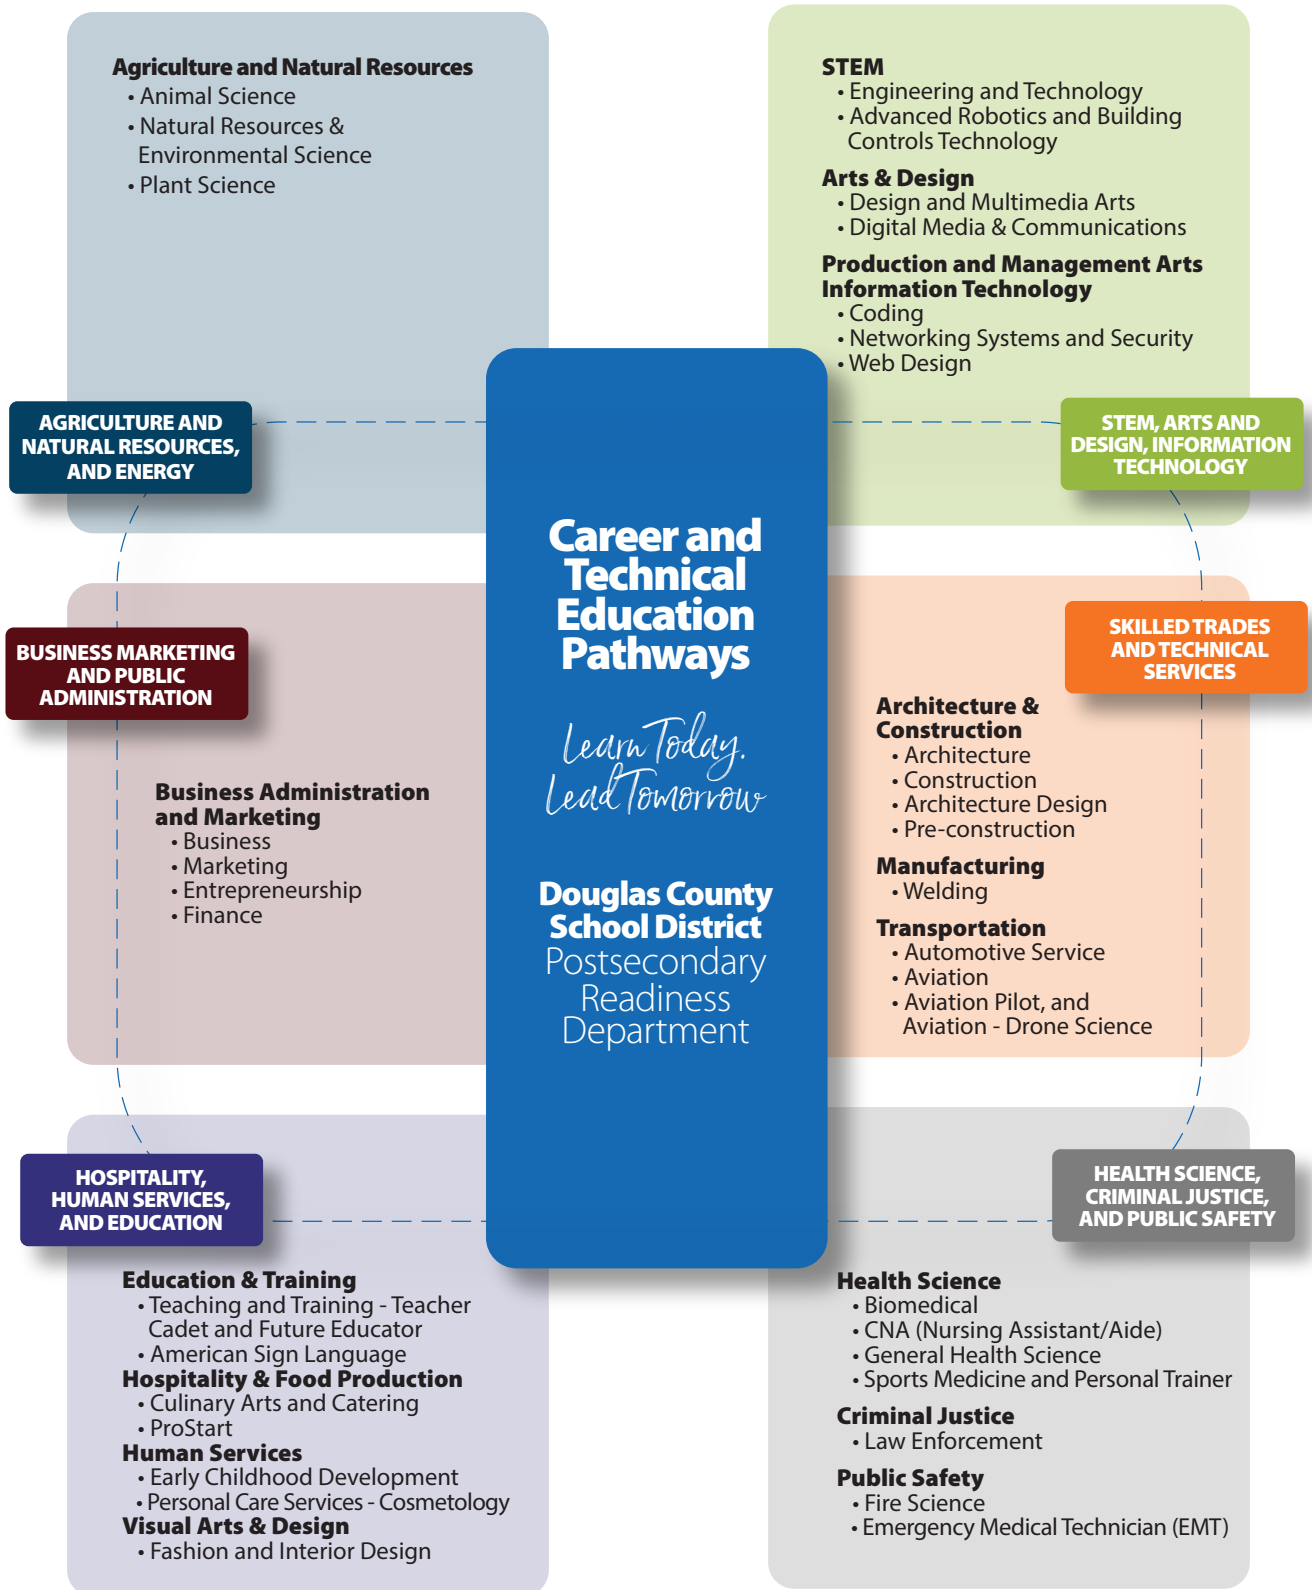 Agriculture and Natural Resources
• Animal Science
• Natural Resources &
Environmental Science
• Plant Science
AGRICULTURE AND
NATURAL RESOURCES,
AND ENERGY
STEM
• Engineering and Technology
• Advanced Robotics and Building
Controls Technology
Arts & Design
• Design and Multimedia Arts
• Digital Media & Communications
Production and Management Arts
Information Technology
• Coding
• Networking Systems and Security
• Web Design
STEM, ARTS AND
DESIGN, INFORMATION
TECHNOLOGY
Career and
Technical
Education
Pathways
Learn Today.
Lead Tomorrow
Douglas County
School District
Postsecondary
Readiness
Department
BUSINESS MARKETING
AND PUBLIC
ADMINISTRATION
Business Administration
and Marketing
• Business
• Marketing
• Entrepreneurship
• Finance
SKILLED TRADES
AND TECHNICAL
SERVICES
Architecture &
Construction
• Architecture
• Construction
• Architecture Design
• Pre-construction
Manufacturing
• Welding
Transportation
• Automotive Service
• Aviation
• Aviation Pilot, and
Aviation - Drone Science
HOSPITALITY,
HUMAN SERVICES,
AND EDUCATION
Education & Training
• Teaching and Training - Teacher
Cadet and Future Educator
• American Sign Language
Hospitality & Food Production
• Culinary Arts and Catering
• ProStart
Human Services
• Early Childhood Development
• Personal Care Services - Cosmetology
Visual Arts & Design
• Fashion and Interior Design
HEALTH SCIENCE,
CRIMINAL JUSTICE,
AND PUBLIC SAFETY
Health Science
• Biomedical
• CNA (Nursing Assistant/Aide)
• General Health Science
• Sports Medicine and Personal Trainer
Criminal Justice
• Law Enforcement
Public Safety
• Fire Science
• Emergency Medical Technician (EMT)